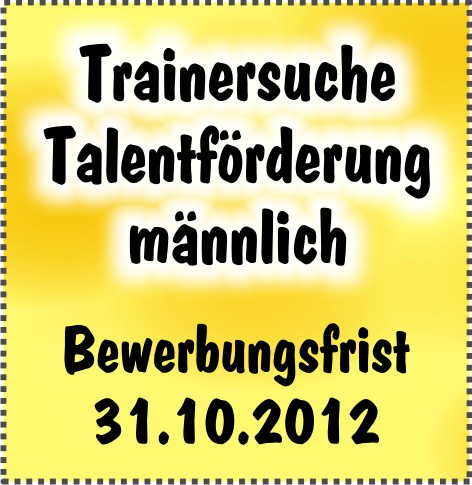 Trainersuche
Talentförderung
männlich
Bewerbungsfrist
31.10.2012